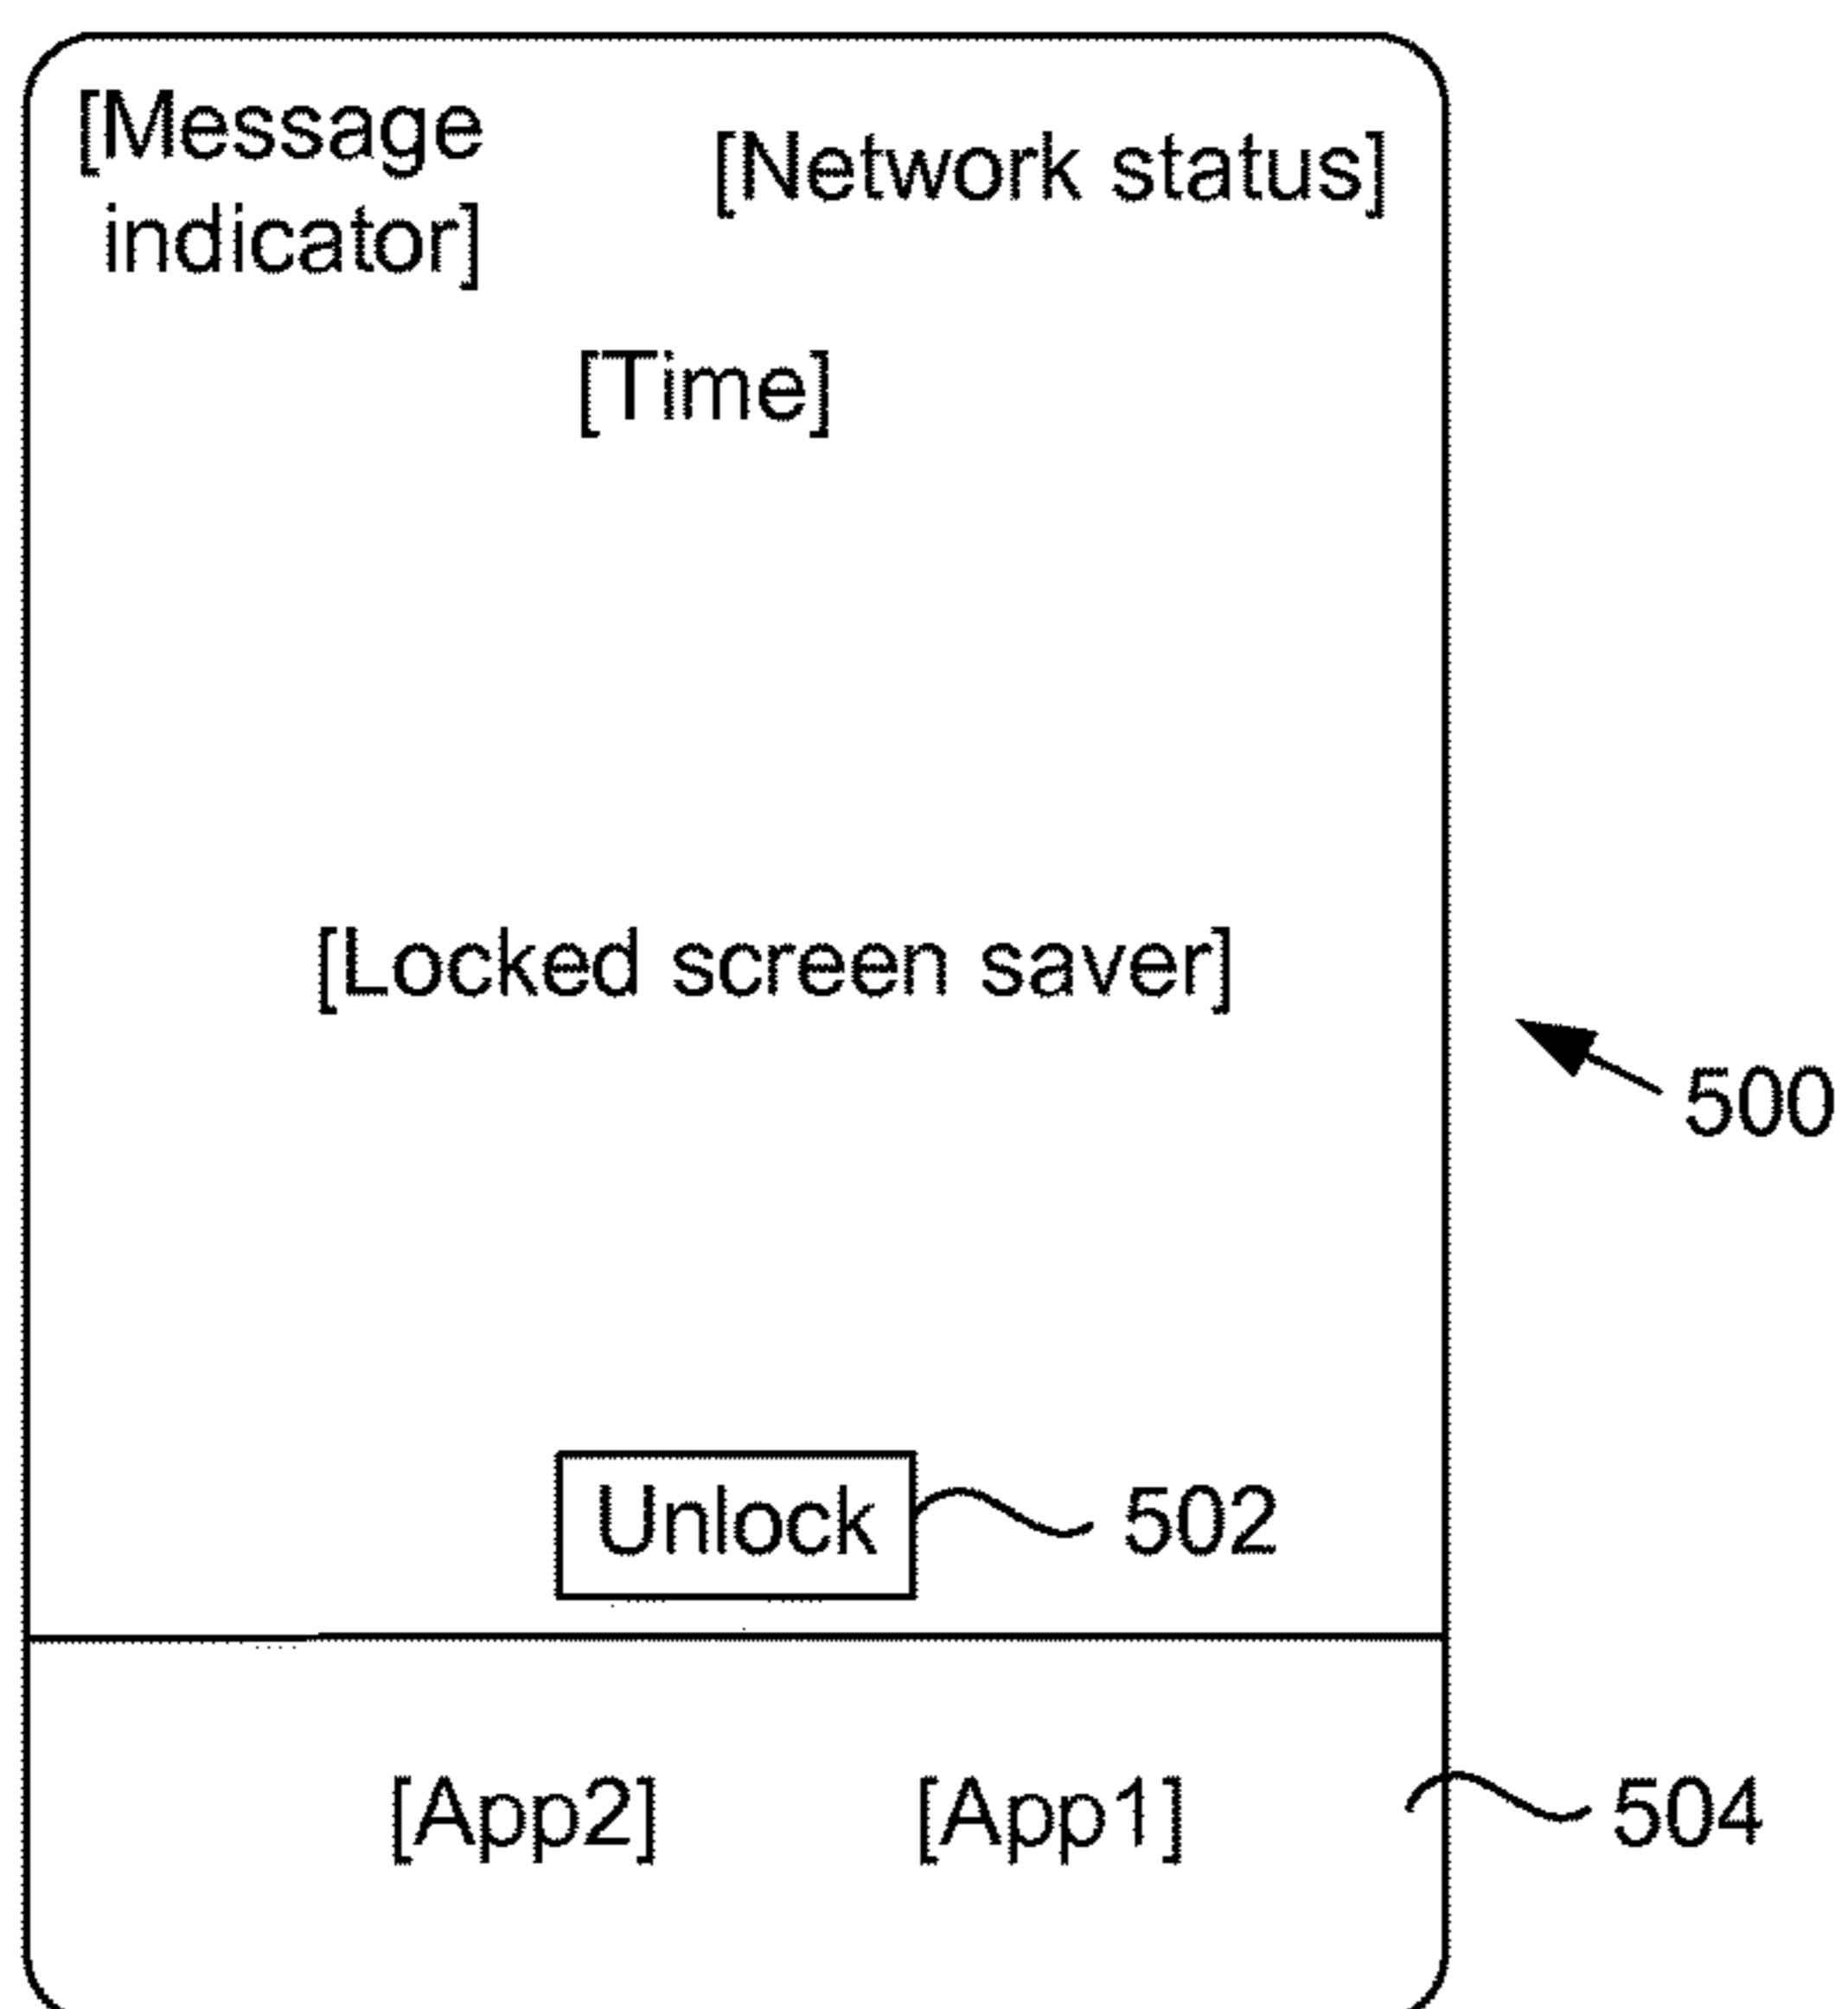 [Message
indicator]
[Network status]
[Time]
[Locked screen saver]
500
Unlock
502
[App2]
[App1]
504